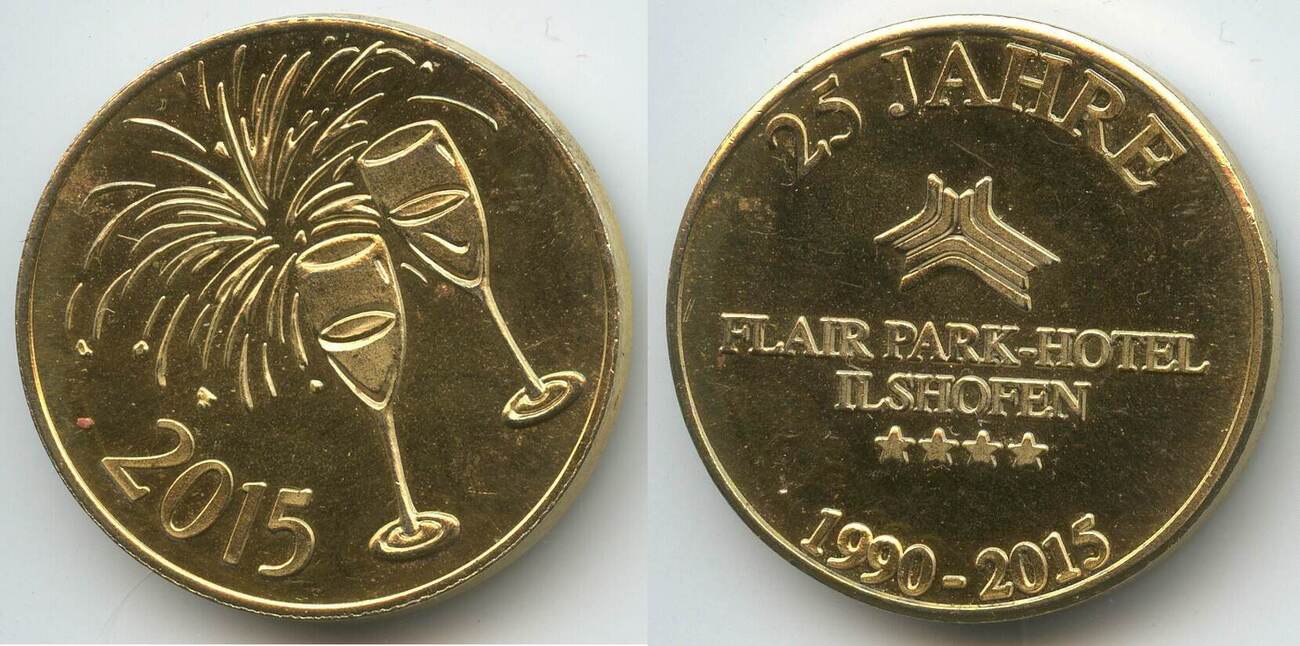 2015
25 JAHRE
FLAIR PARK-HOTEL
ILSHOFEN
1990-2015